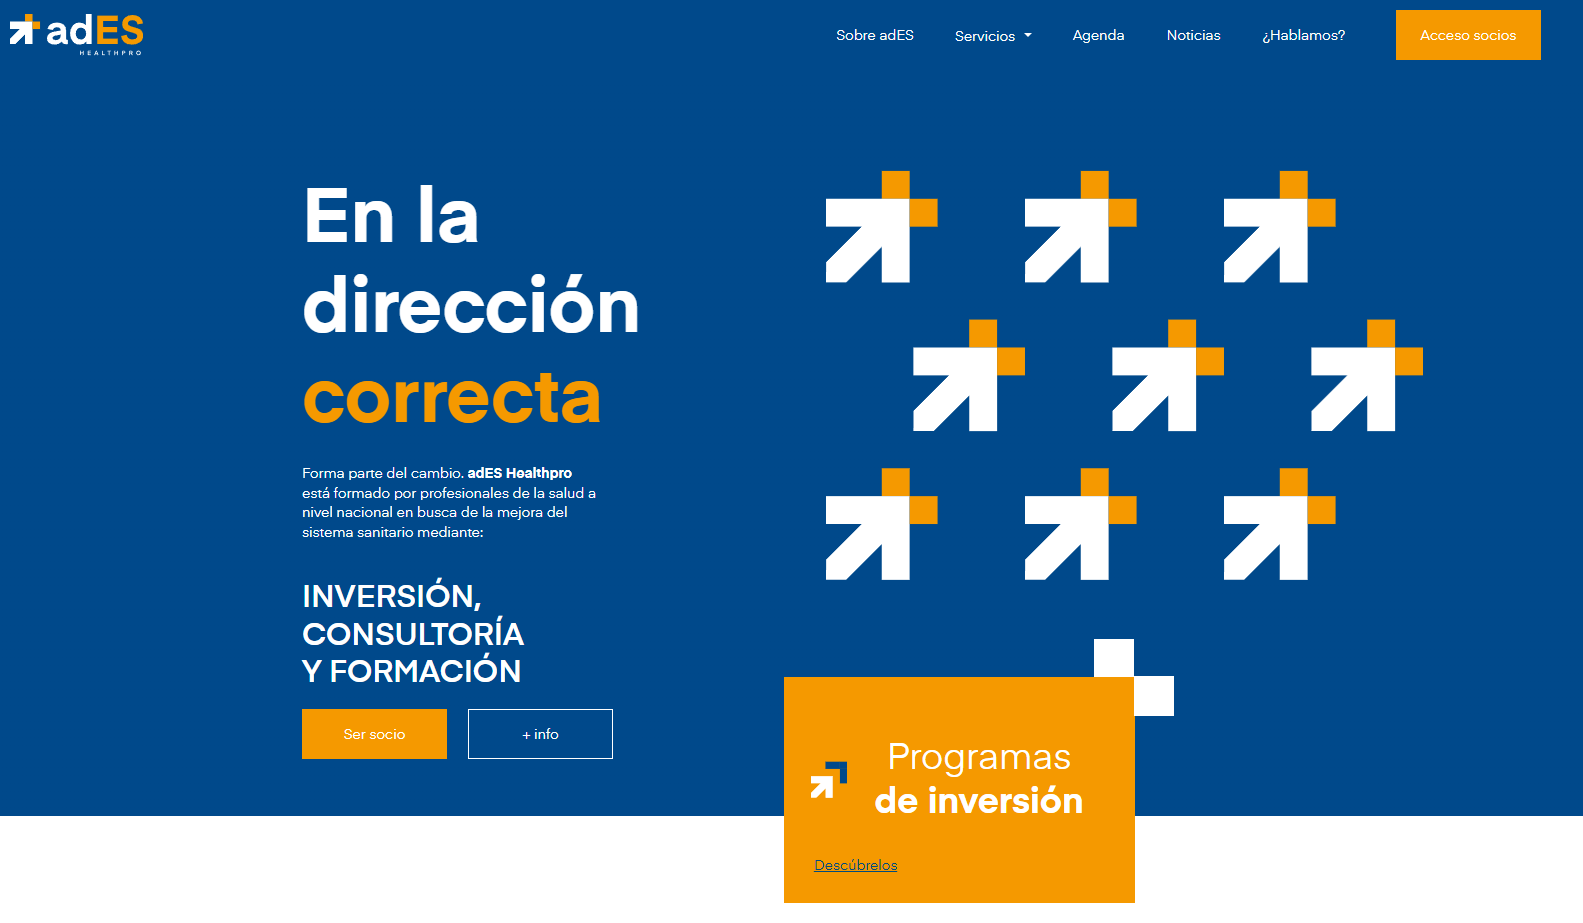 adES
HEALTHPRO
Sobre adES
Servicios
Agenda
Noticias
¿Hablamos?
Acceso socios
En la
dirección
correcta
Forma parte del cambio. adES Healthpro
está formado por profesionales de la salud a
nivel nacional en busca de la mejora del
sistema sanitario mediante:
INVERSIÓN,
CONSULTORÍA
Y FORMACIÓN
Ser socio
+ info
Programas
de inversión
Descúbrelos